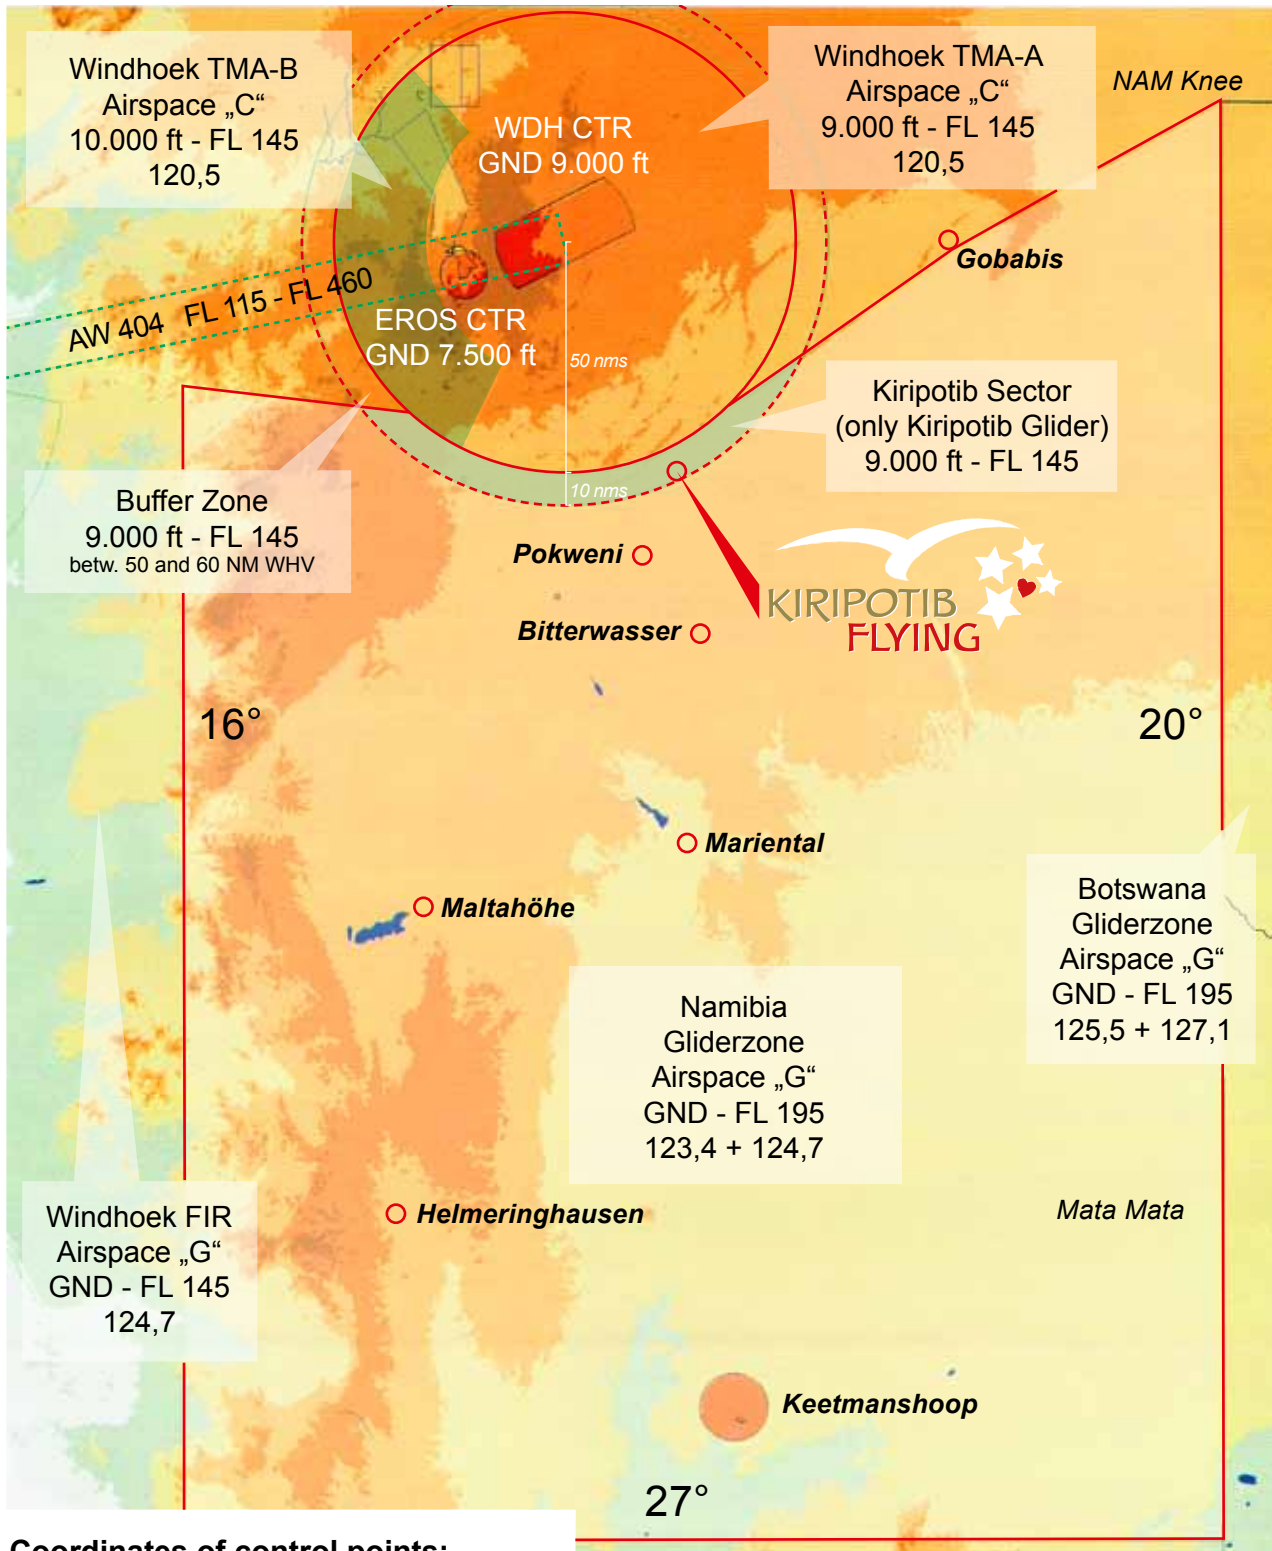 Windhoek TMA-B
Airspace „C“
10.000 ft - FL 145
120,5
WDH CTR
GND 9.000 ft
Windhoek TMA-A
Airspace „C“
9.000 ft - FL 145
120,5
NAM Knee
Gobabis
AW 404 FL 115 - FL 460
EROS CTR
GND 7.500 ft
50 nms
10 nms
Kiripotib Sector
(only Kiripotib Glider)
9.000 ft - FL 145
Buffer Zone
9.000 ft - FL 145
betw. 50 and 60 NM WHV
Pokweni
Bitterwasser
KIRIPOTIB
FLYING
16°
20°
Mariental
Maltahöhe
Botswana
Gliderzone
Airspace „G“
GND - FL 195
125,5 + 127,1
Namibia
Gliderzone
Airspace „G“
GND - FL 195
123,4 + 124,7
Windhoek FIR
Airspace „G“
GND - FL 145
124,7
Helmeringhausen
Mata Mata
Keetmanshoop
27°
Coordinates of control points: